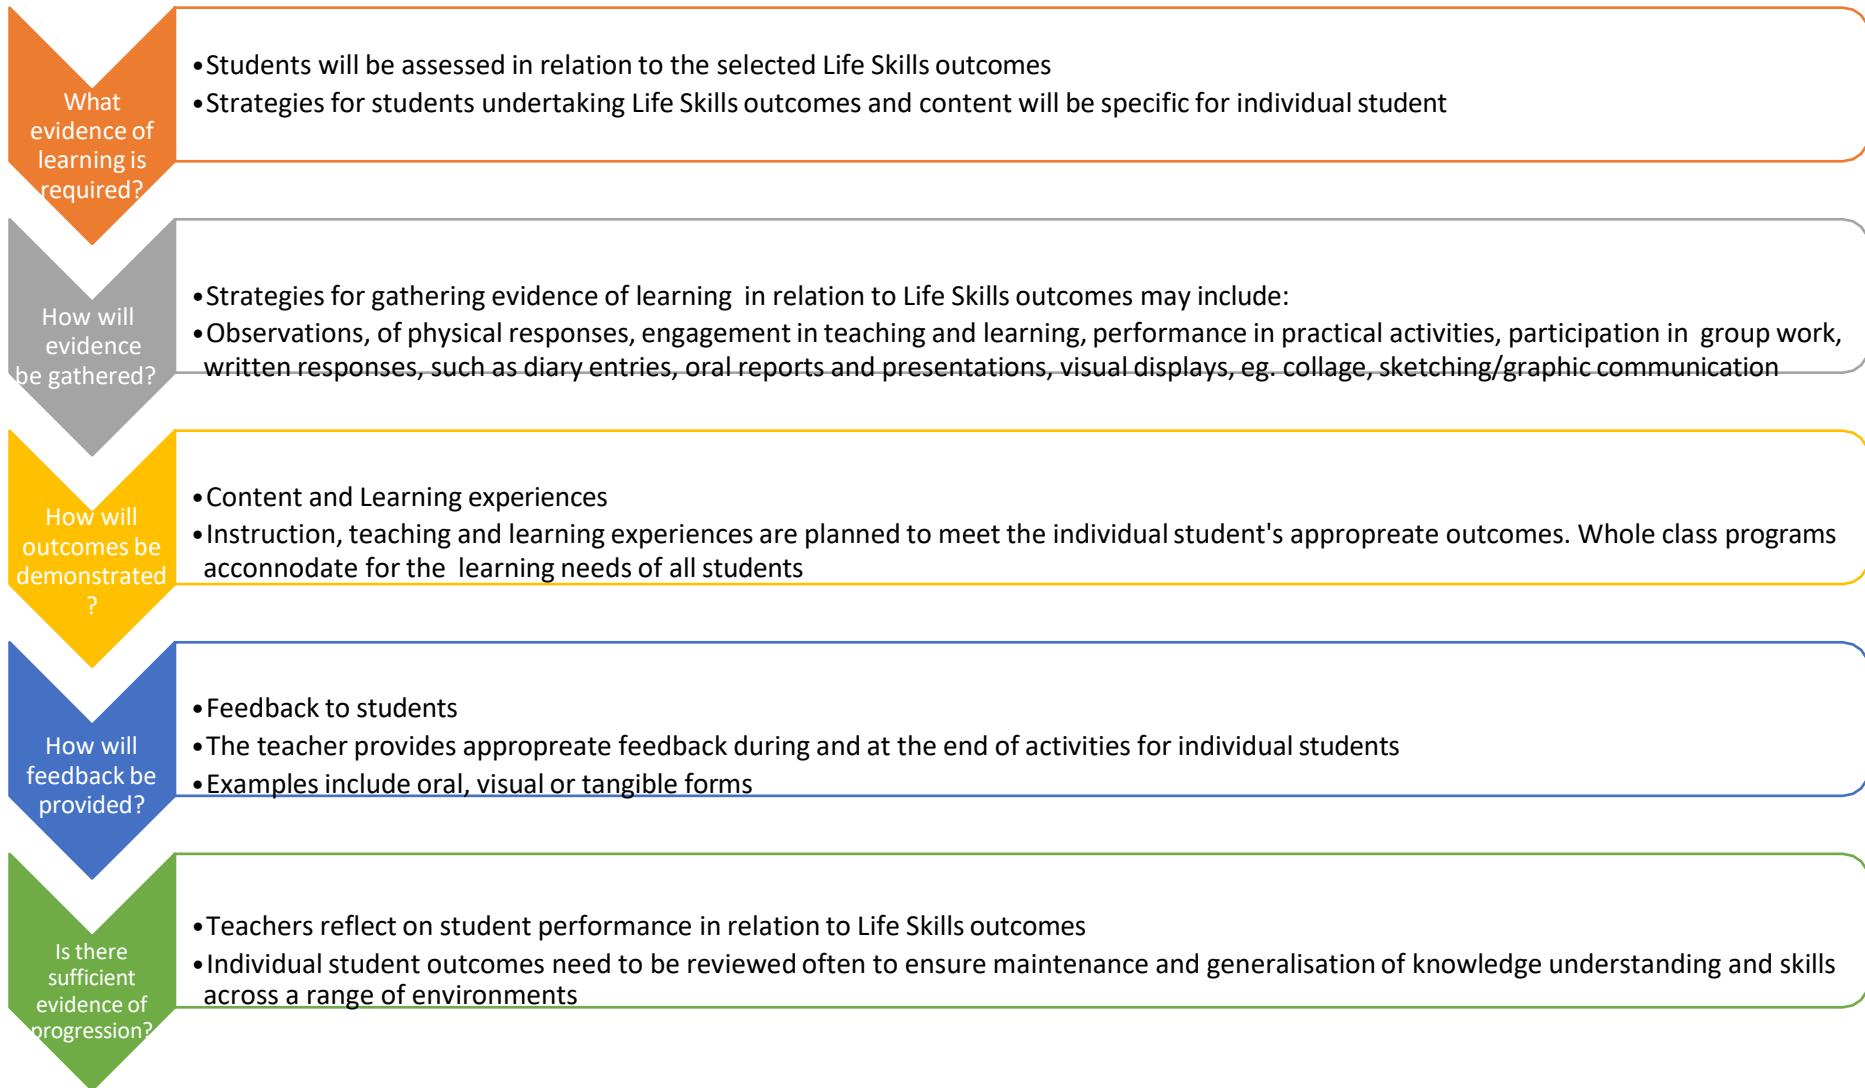 What
evidence of
learning is
required?
•Students will be assessed in relation to the selected Life Skills outcomes
•Strategies for students undertaking Life Skills outcomes and content will be specific for individual student
How will
evidence
be gathered?
•Strategies for gathering evidence of learning in relation to Life Skills outcomes may include:
•Observations, of physical responses, engagement in teaching and learning, performance in practical activities, participation in group work,
written responses, such as diary entries, oral reports and presentations, visual displays, eg. collage, sketching/graphic communication
How will
outcomes be
demonstrated
?
•Content and Learning experiences
•Instruction, teaching and learning experiences are planned to meet the individual student's appropreate outcomes. Whole class programs
acconnodate for the learning needs of all students
How will
feedback be
provided?
•Feedback to students
•The teacher provides appropreate feedback during and at the end of activities for individual students
•Examples include oral, visual or tangible forms
Is there
sufficient
evidence of
progression?
•Teachers reflect on student performance in relation to Life Skills outcomes
•Individual student outcomes need to be reviewed often to ensure maintenance and generalisation of knowledge understanding and skills
across a range of environments